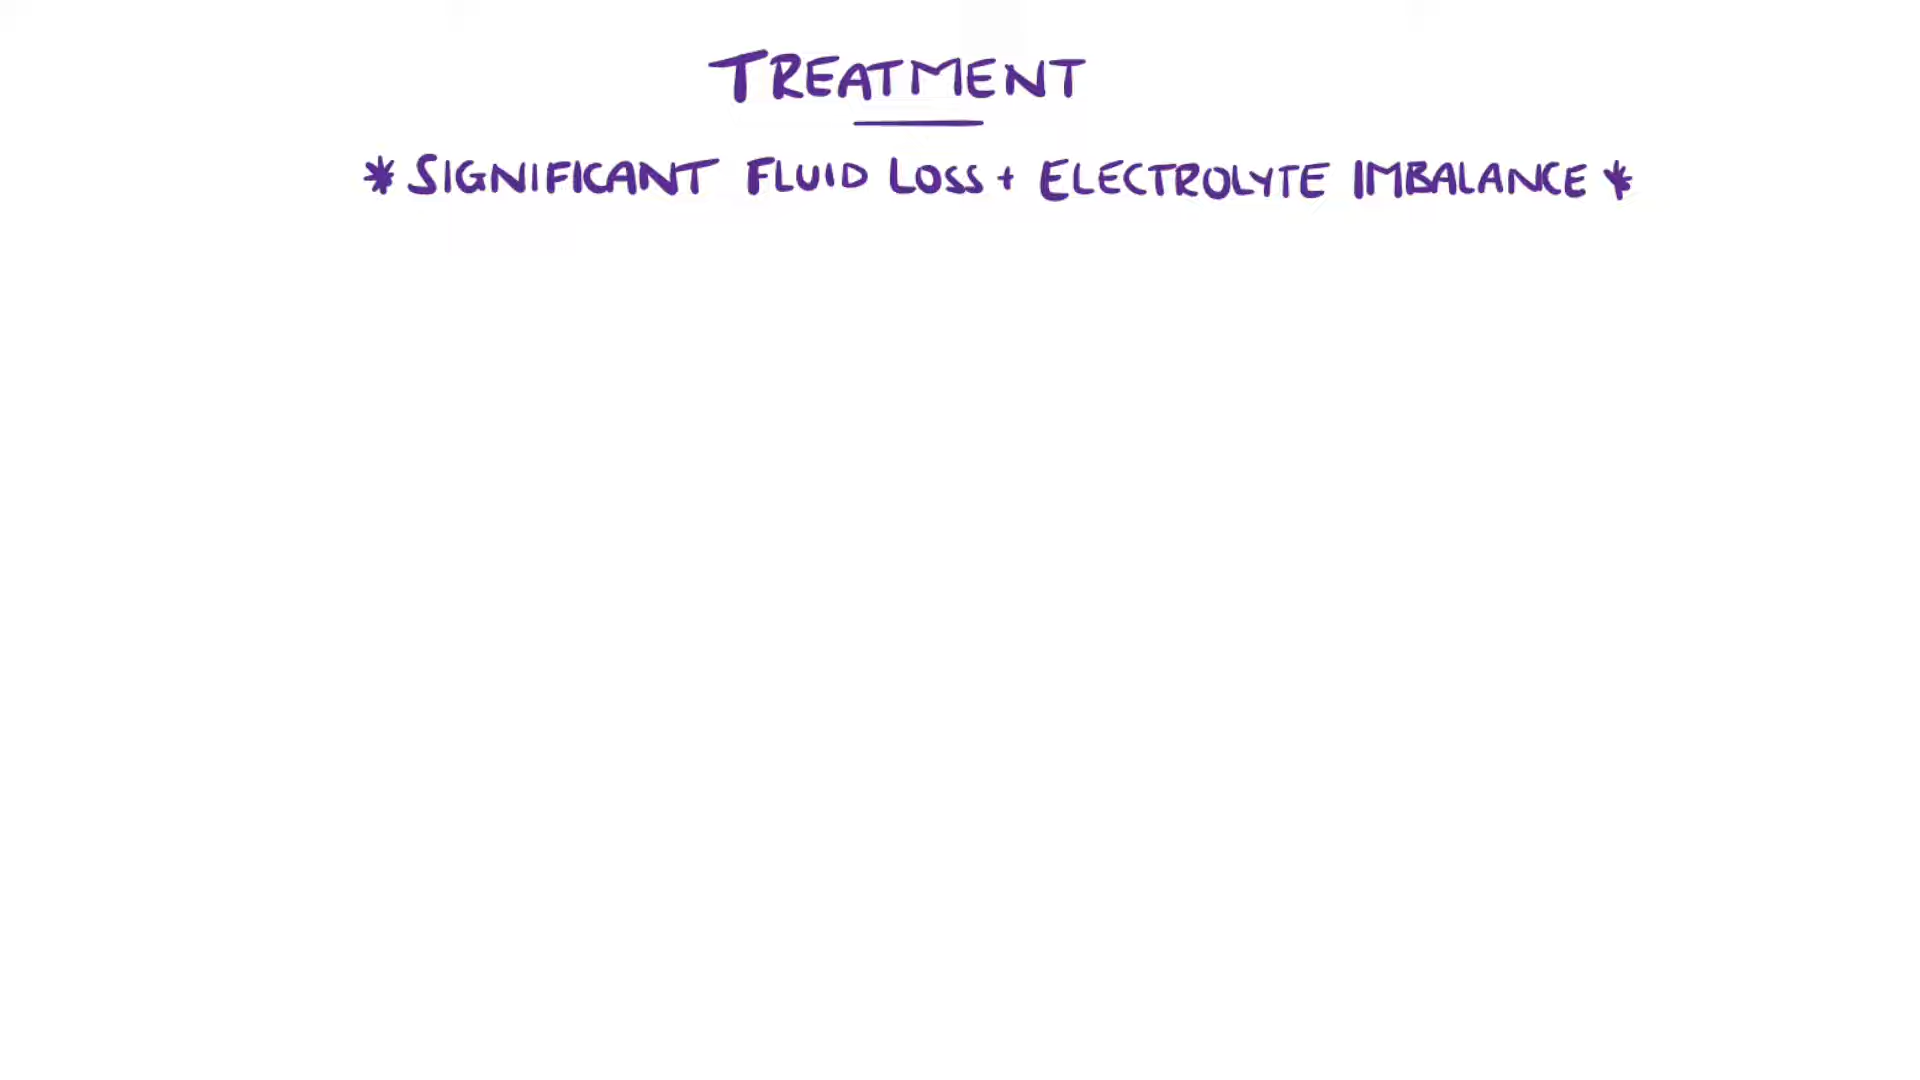 TREATMENT
* SIGNIFICANT FLUID LOSS + ELECTROLYTE IMBALANCE *